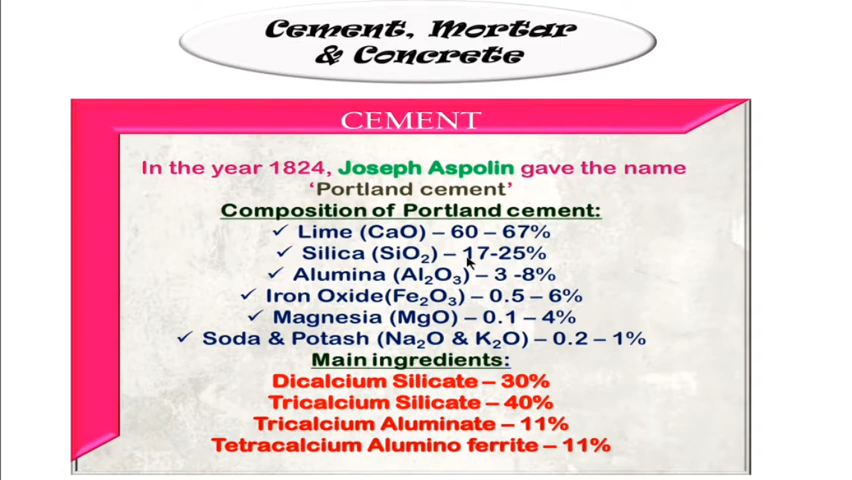 Cement, Mortar
& Concrete
CEMENT
In the year 1824, Joseph Aspolin gave the name
‘Portland cement’
Composition of Portland cement:
✓ Lime (CaO) – 60 – 67%
✓ Silica (SiO₂) – 17-25%
✓ Alumina (Al₂O₃) – 3 -8%
✓ Iron Oxide(Fe₂O₃) – 0.5 – 6%
✓ Magnesia (MgO) – 0.1 – 4%
✓ Soda & Potash (Na₂O & K₂O) – 0.2 – 1%
Main ingredients:
Dicalcium Silicate – 30%
Tricalcium Silicate – 40%
Tricalcium Aluminate – 11%
Tetracalcium Alumino ferrite – 11%